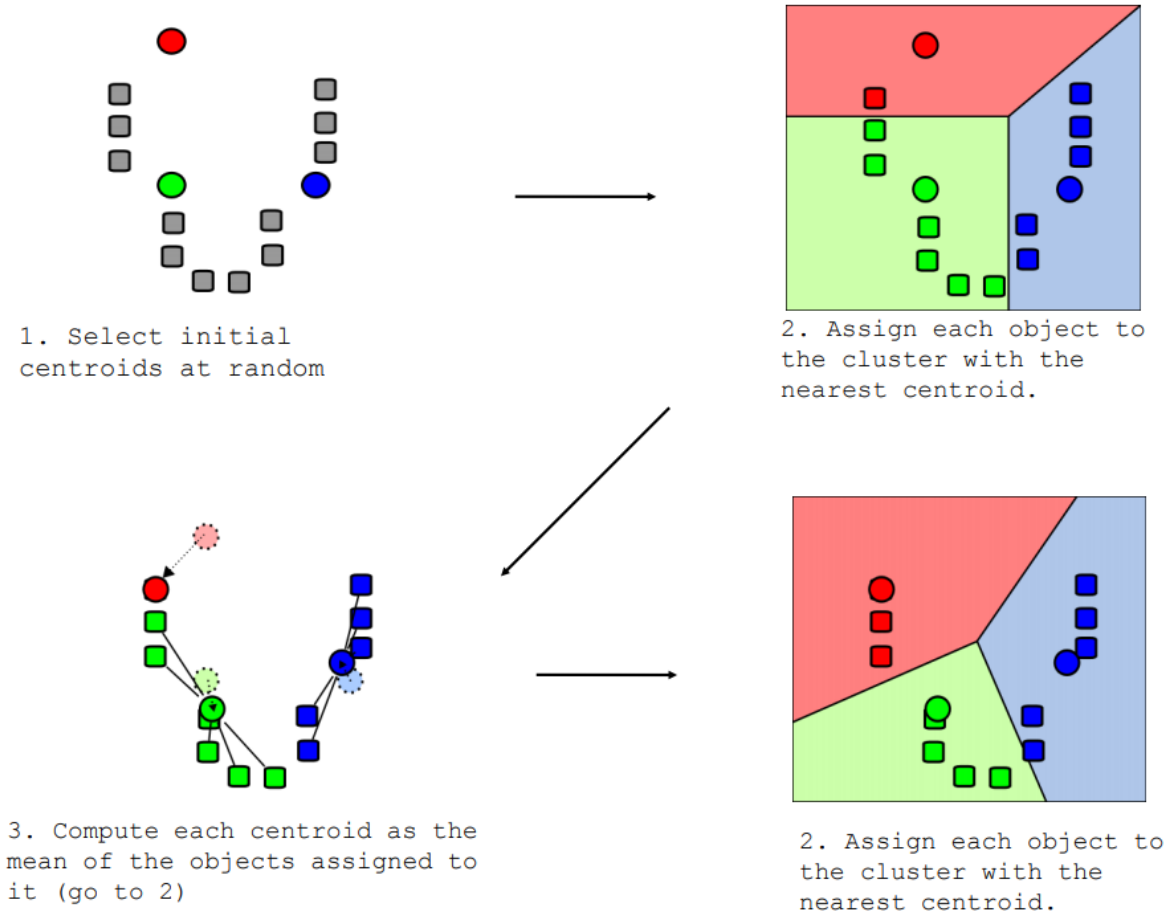 1. Select initial
centroids at random
2. Assign each object to
the cluster with the
nearest centroid.
3. Compute each centroid as the
mean of the objects assigned to
it (go to 2)
2. Assign each object to
the cluster with the
nearest centroid.